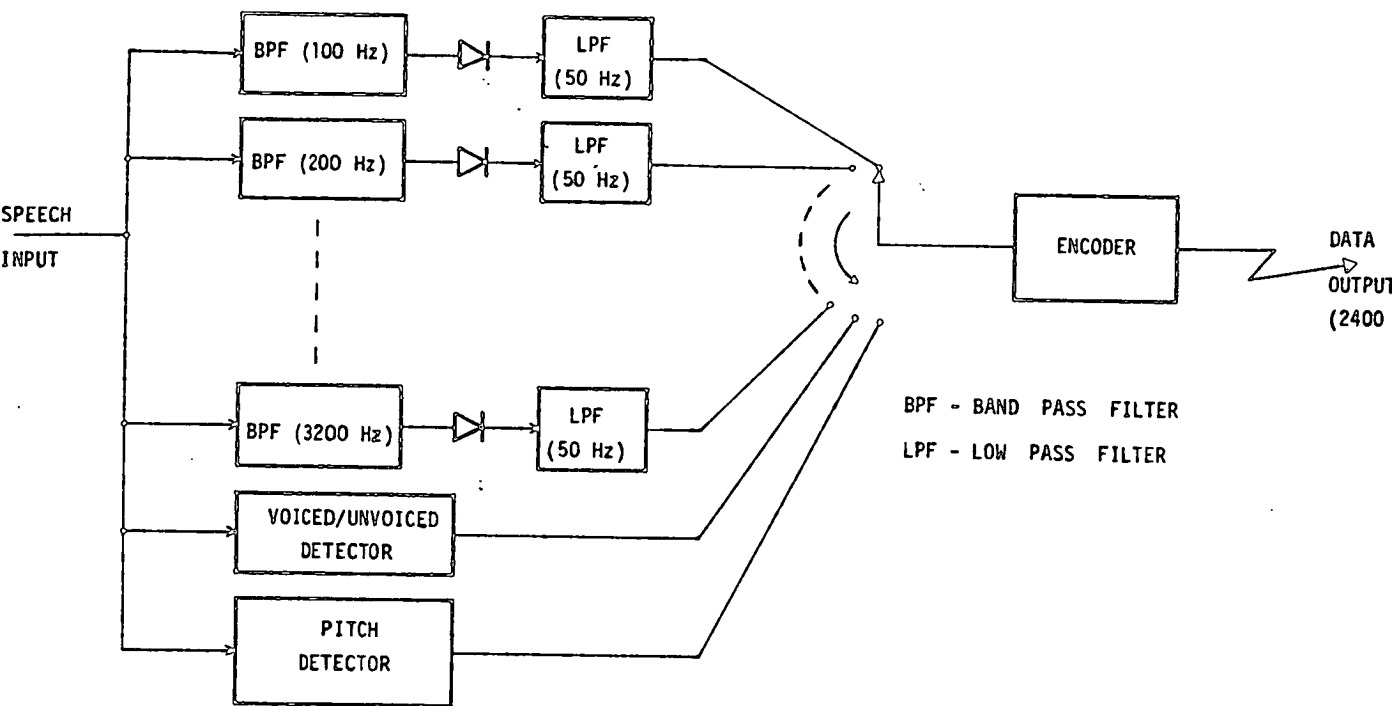 BPF (100 Hz)
LPF
(50 Hz)
BPF (200 Hz)
LPF
(50 Hz)
SPEECH
INPUT
ENCODER
DATA
OUTPUT
(2400
BPF (3200 Hz)
LPF
(50 Hz)
BPF - BAND PASS FILTER
LPF - LOW PASS FILTER
VOICED/UNVOICED
DETECTOR
PITCH
DETECTOR